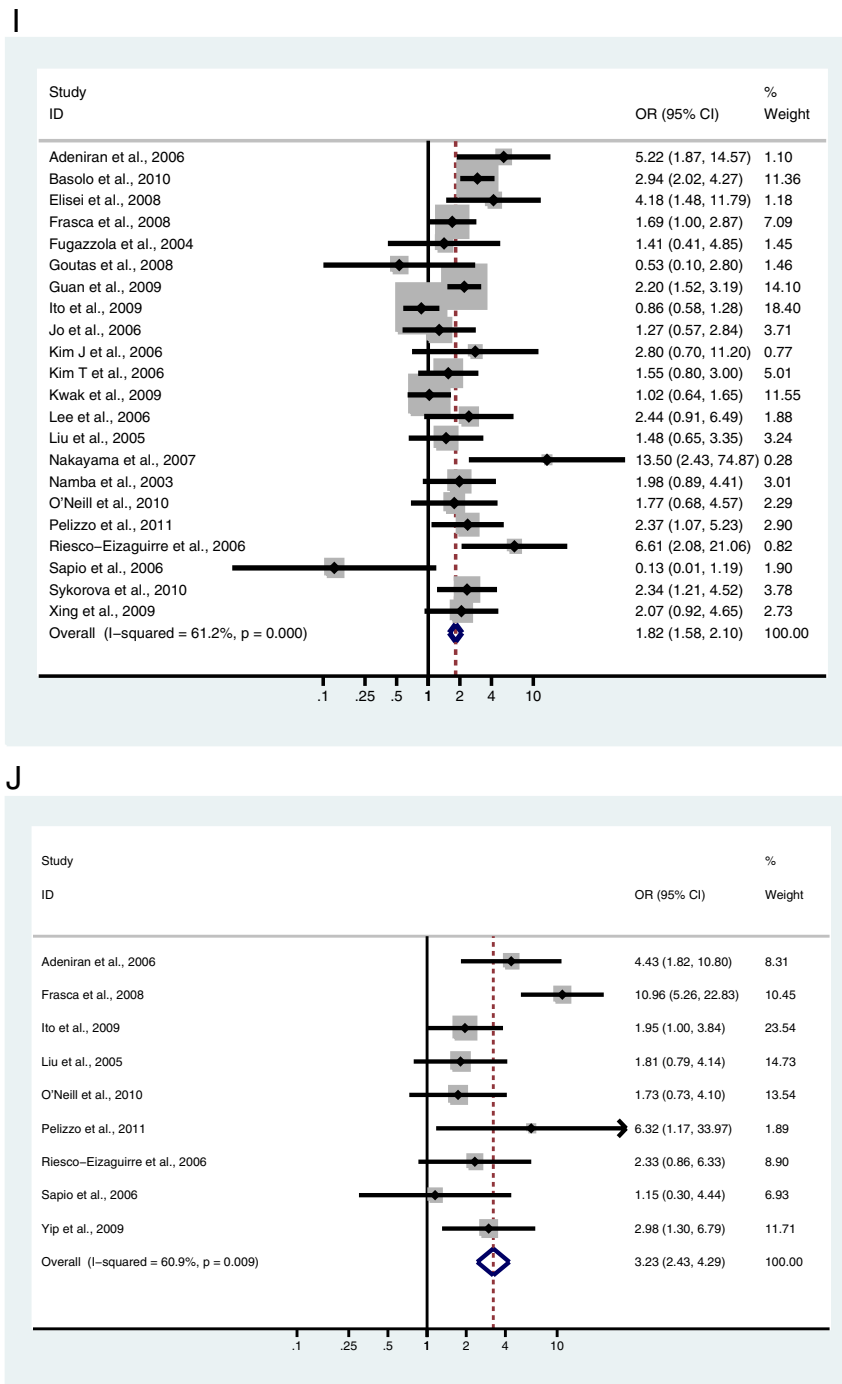 I
Study %
ID OR (95% CI) Weight
Adeniran et al., 2006 5.22 (1.87, 14.57) 1.10
Basolo et al., 2010 2.94 (2.02, 4.27) 11.36
Elisei et al., 2008 4.18 (1.48, 11.79) 1.18
Frasca et al., 2008 1.69 (1.00, 2.87) 7.09
Fugazzola et al., 2004 1.41 (0.41, 4.85) 1.45
Goutas et al., 2008 0.53 (0.10, 2.80) 1.46
Guan et al., 2009 2.20 (1.52, 3.19) 14.10
Ito et al., 2009 0.86 (0.58, 1.28) 18.40
Jo et al., 2006 1.27 (0.57, 2.84) 3.71
Kim J et al., 2006 2.80 (0.70, 11.20) 0.77
Kim T et al., 2006 1.55 (0.80, 3.00) 5.01
Kwak et al., 2009 1.02 (0.64, 1.65) 11.55
Lee et al., 2006 2.44 (0.91, 6.49) 1.88
Liu et al., 2005 1.48 (0.65, 3.35) 3.24
Nakayama et al., 2007 13.50 (2.43, 74.87) 0.28
Namba et al., 2003 1.98 (0.89, 4.41) 3.01
O'Neill et al., 2010 1.77 (0.68, 4.57) 2.29
Pelizzo et al., 2011 2.37 (1.07, 5.23) 2.90
Riesco−Eizaguirre et al., 2006 6.61 (2.08, 21.06) 0.82
Sapio et al., 2006 0.13 (0.01, 1.19) 1.90
Sykorova et al., 2010 2.34 (1.21, 4.52) 3.78
Xing et al., 2009 2.07 (0.92, 4.65) 2.73
Overall (I−squared = 61.2%, p = 0.000) 1.82 (1.58, 2.10) 100.00
.1 .25 .5 1 2 4 10
J
Study %
ID OR (95% CI) Weight
Adeniran et al., 2006 4.43 (1.82, 10.80) 8.31
Frasca et al., 2008 10.96 (5.26, 22.83) 10.45
Ito et al., 2009 1.95 (1.00, 3.84) 23.54
Liu et al., 2005 1.81 (0.79, 4.14) 14.73
O'Neill et al., 2010 1.73 (0.73, 4.10) 13.54
Pelizzo et al., 2011 6.32 (1.17, 33.97) 1.89
Riesco−Eizaguirre et al., 2006 2.33 (0.86, 6.33) 8.90
Sapio et al., 2006 1.15 (0.30, 4.44) 6.93
Yip et al., 2009 2.98 (1.30, 6.79) 11.71
Overall (I−squared = 60.9%, p = 0.009) 3.23 (2.43, 4.29) 100.00
.1 .25 .5 1 2 4 10